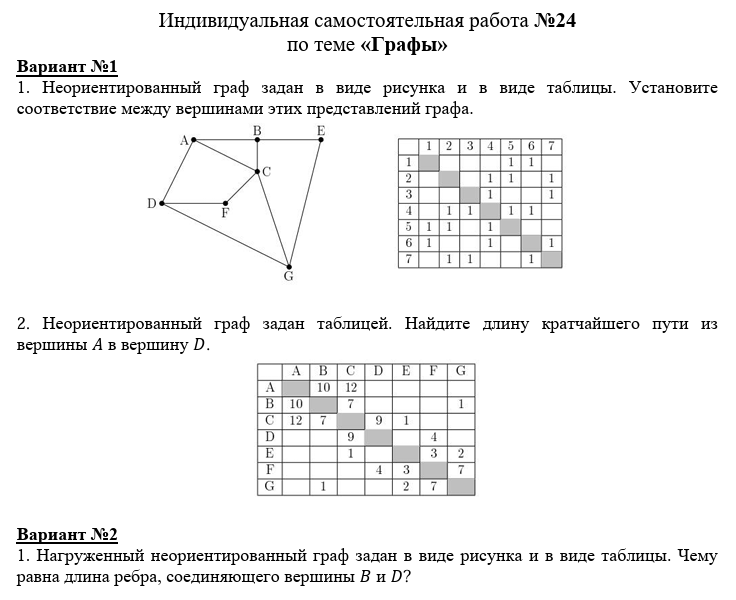 Индивидуальная самостоятельная работа №24
по теме «Графы»
Вариант №1
1. Неориентированный граф задан в виде рисунка и в виде таблицы. Установите
соответствие между вершинами этих представлений графа.
A B E
C
D
F
G
1 2 3 4 5 6 7
1 1 1
2 1 1 1
3 1 1
4 1 1 1 1
5 1 1 1
6 1 1 1
7 1 1 1
2. Неориентированный граф задан таблицей. Найдите длину кратчайшего пути из
вершины A в вершину D.
A B C D E F G
A 10 12
B 10 7 1
C 12 7 9 1
D 9 4
E 1 3 2
F 4 3 7
G 1 2 7
Вариант №2
1. Нагруженный неориентированный граф задан в виде рисунка и в виде таблицы. Чему
равна длина ребра, соединяющего вершины B и D?